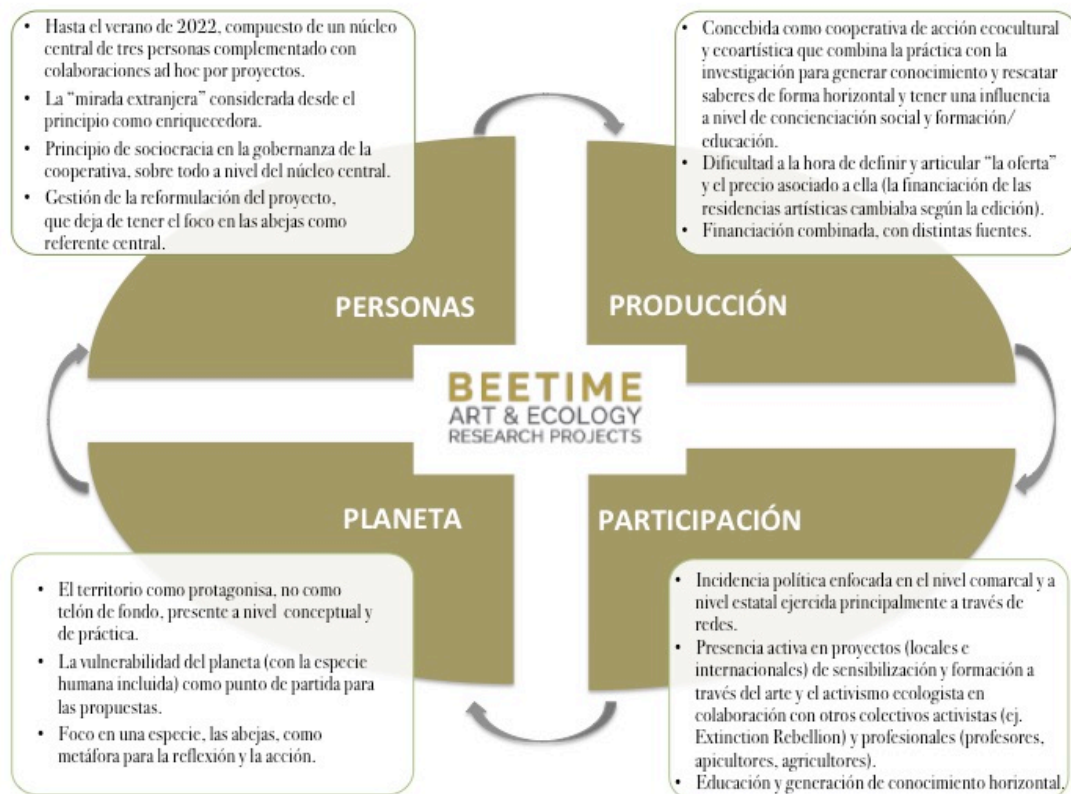 • Hasta el verano de 2022, compuesto de un núcleo
central de tres personas complementado con
colaboraciones ad hoc por proyectos.
• La “mirada extranjera” considerada desde el
principio como enriquecedora.
• Principio de sociocracia en la gobernanza de la
cooperativa, sobre todo a nivel del núcleo central.
• Gestión de la reformulación del proyecto,
que deja de tener el foco en las abejas como
referente central.
• Concebida como cooperativa de acción ecocultural
y ecoartística que combina la práctica con la
investigación para generar conocimiento y rescatar
saberes de forma horizontal y tener una influencia
a nivel de concienciación social y formación/
educación.
• Dificultad a la hora de definir y articular “la oferta”
y el precio asociado a ella (la financiación de las
residencias artísticas cambiaba según la edición).
• Financiación combinada, con distintas fuentes.
PERSONAS
PRODUCCIÓN
BEETIME
ART & ECOLOGY
RESEARCH PROJECTS
PLANETA
PARTICIPACIÓN
• El territorio como protagonisa, no como
telón de fondo, presente a nivel conceptual y
de práctica.
• La vulnerabilidad del planeta (con la especie
humana incluida) como punto de partida para
las propuestas.
• Foco en una especie, las abejas, como
metáfora para la reflexión y la acción.
• Incidencia política enfocada en el nivel comarcal y a
nivel estatal ejercida principalmente a través de
redes.
• Presencia activa en proyectos (locales e
internacionales) de sensibilización y formación a
través del arte y el activismo ecologista en
colaboración con otros colectivos activistas (ej.
Extinction Rebellion) y profesionales (profesores,
apicultores, agricultores).
• Educación y generación de conocimiento horizontal,